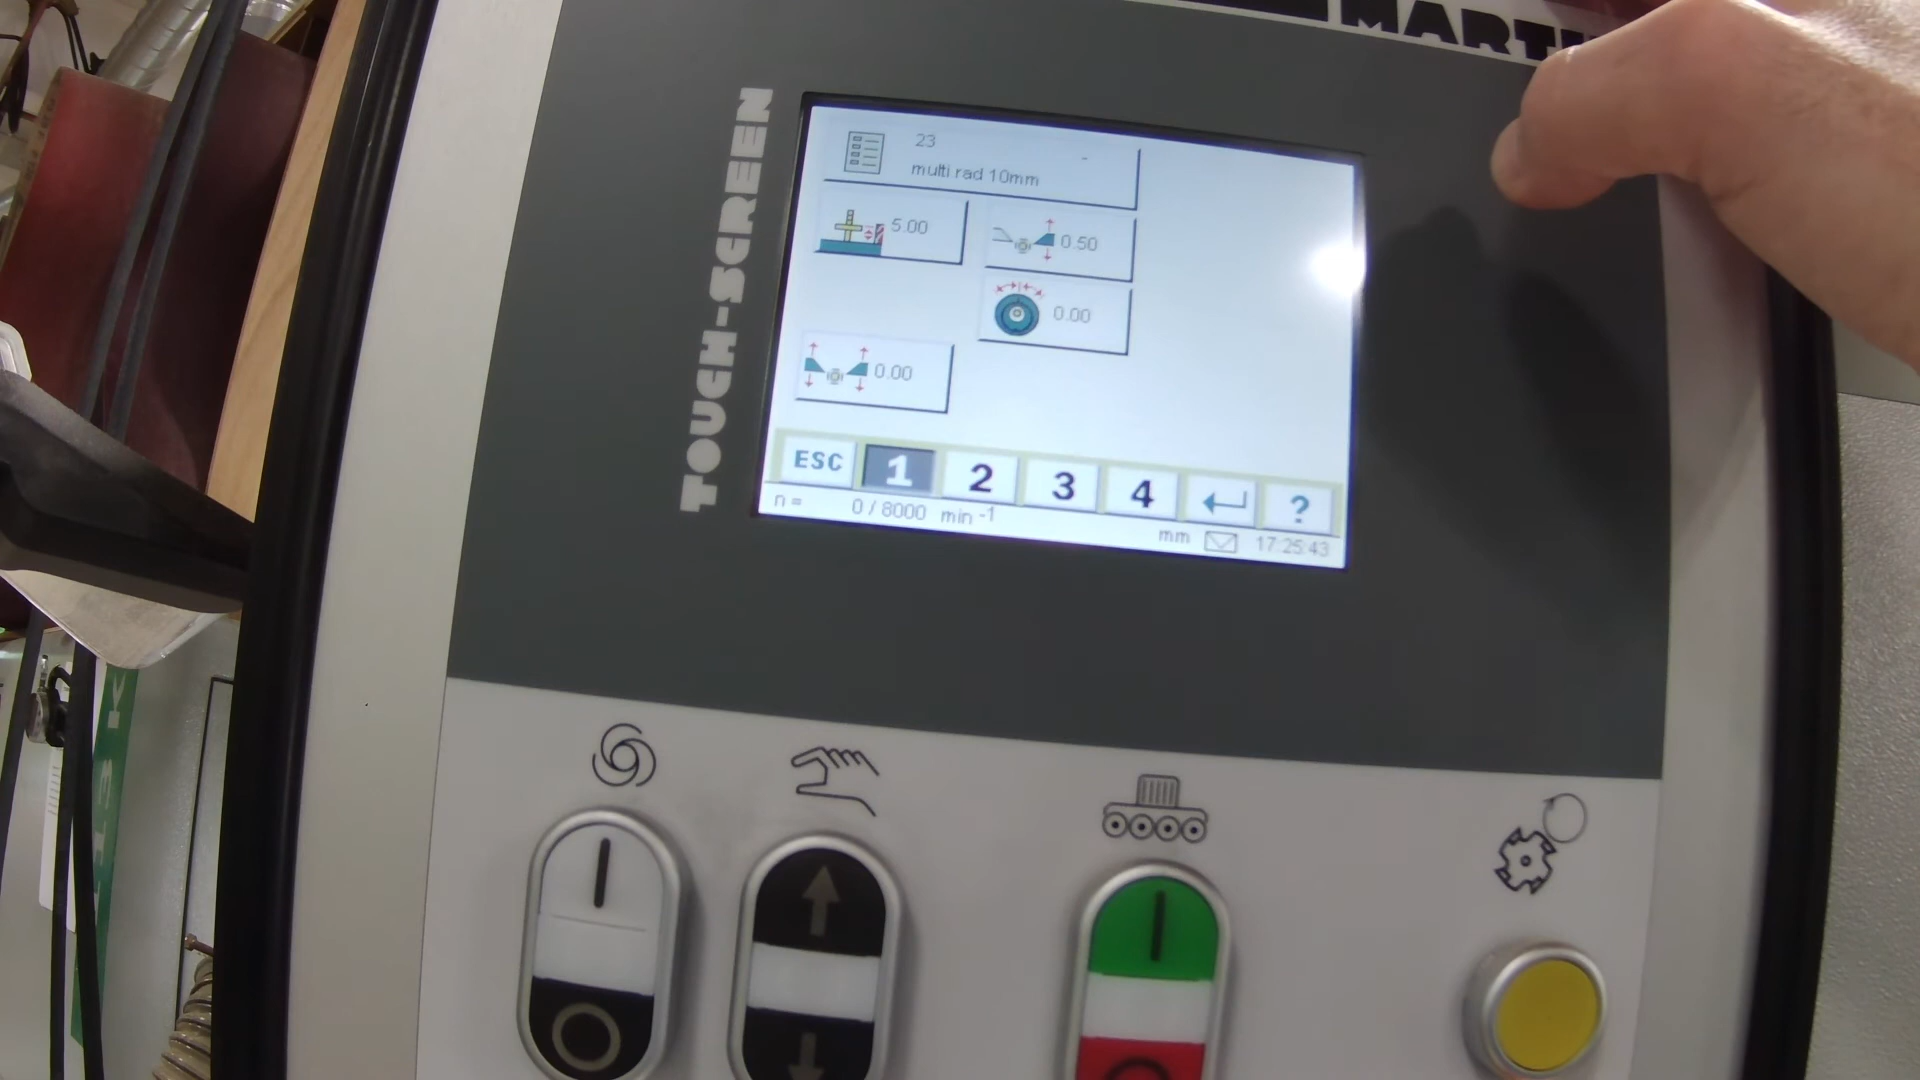 MARTI
TOUCH-SCREEN
23
-
multi rad 10mm
5.00
0.50
0.00
0.00
ESC 1 2 3 4 ?
n = 0 / 8000 min -1
mm 17:25:43